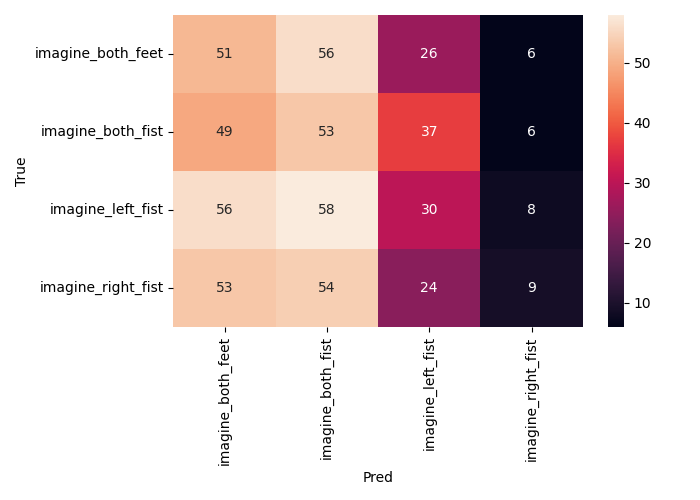 imagine_both_feet 51 56 26 6
imagine_both_fist 49 53 37 6
imagine_left_fist 56 58 30 8
imagine_right_fist 53 54 24 9
True
imagine_both_feet
imagine_both_fist
imagine_left_fist
imagine_right_fist
Pred
50
40
30
20
10